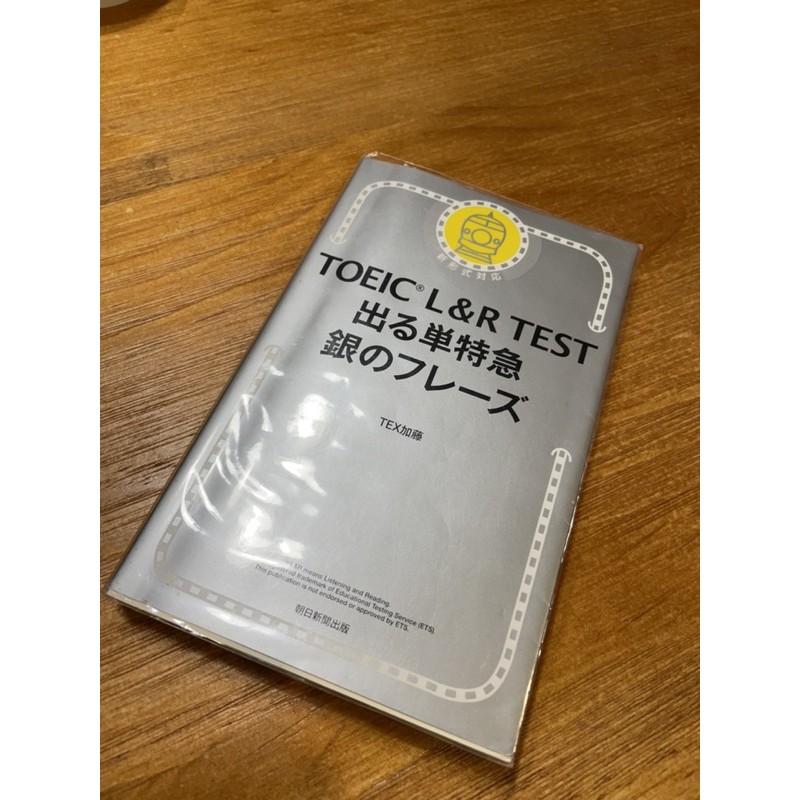 新形式対応
TOEIC® L&R TEST
出る単特急
銀のフレーズ
TEX加藤
L&R means Listening and Reading.
registered trademark of Educational Testing Service (ETS).
This publication is not endorsed or approved by ETS.
朝日新聞出版